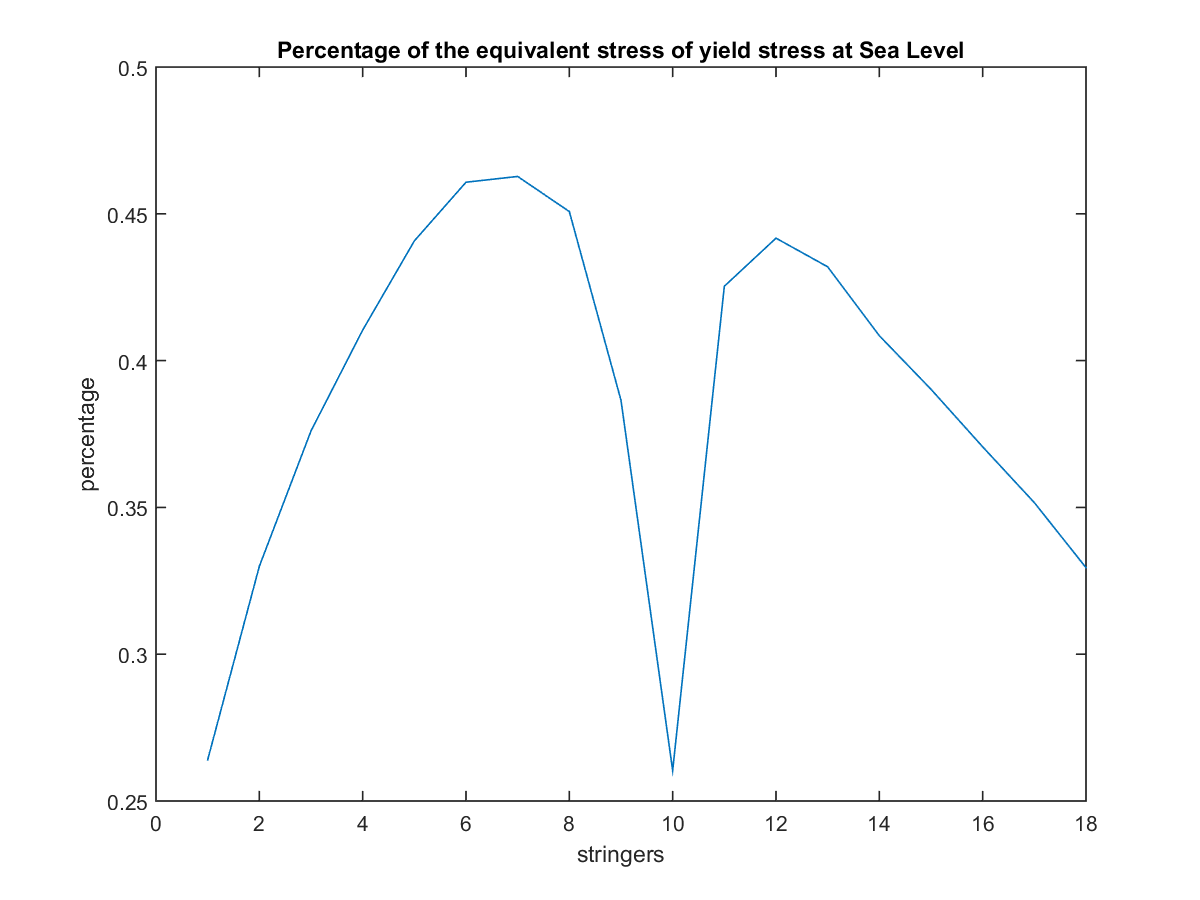 Percentage of the equivalent stress of yield stress at Sea Level
0.5
0.45
0.4
0.35
0.3
0.25
percentage
0 2 4 6 8 10 12 14 16 18
stringers